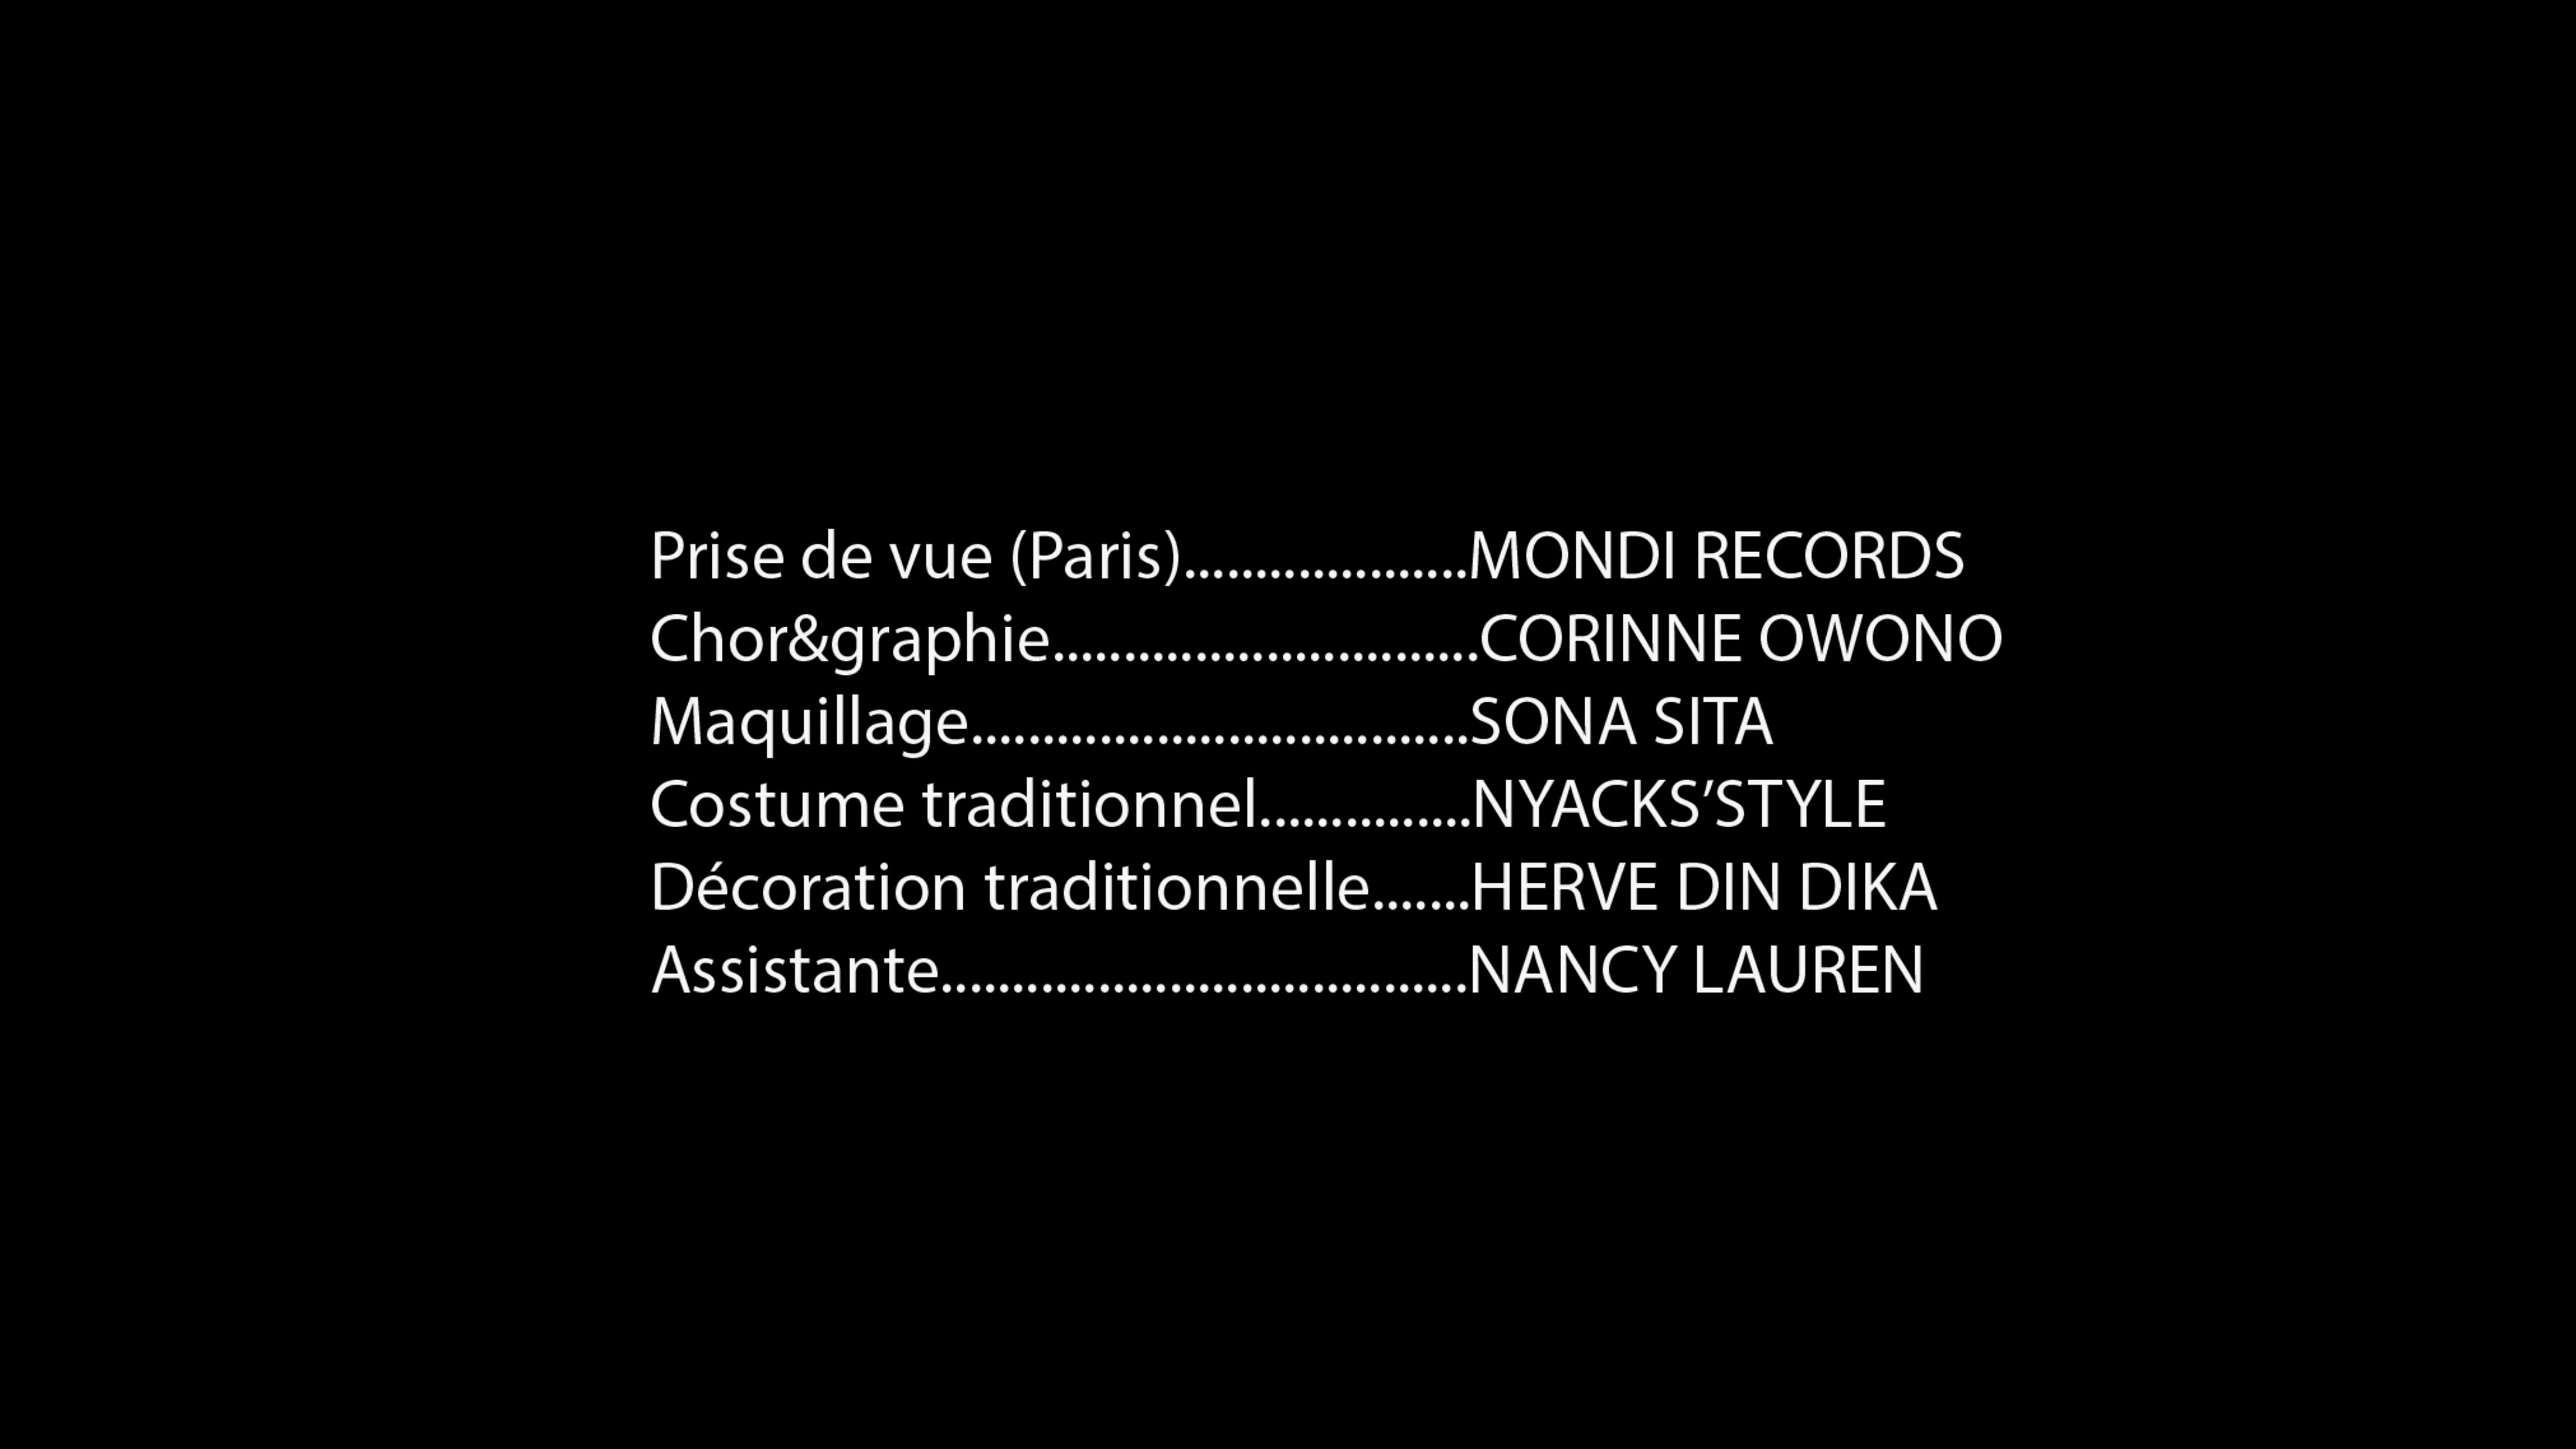 Prise de vue (Paris)....................MONDI RECORDS
Chor&graphie..............................CORINNE OWONO
Maquillage...................................SONA SITA
Costume traditionnel...............NYACKS’STYLE
Décoration traditionnelle.......HERVE DIN DIKA
Assistante.....................................NANCY LAUREN